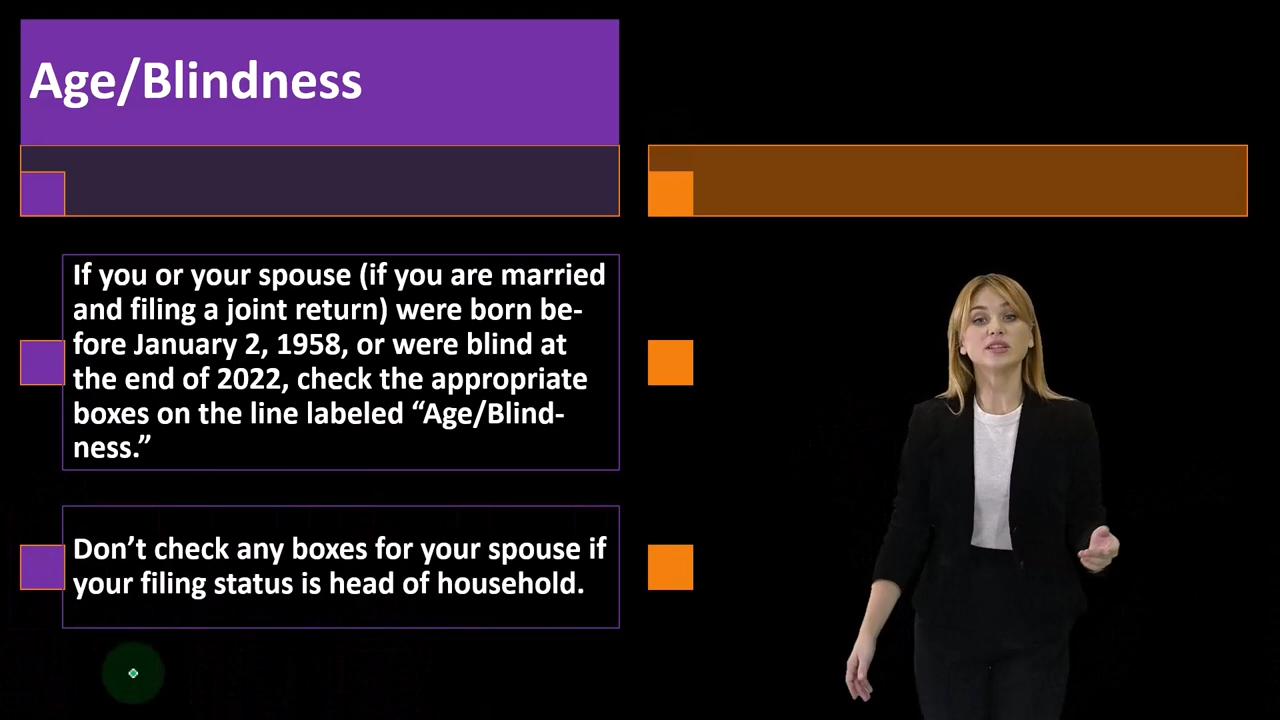 Age/Blindness
If you or your spouse (if you are married
and filing a joint return) were born be-
fore January 2, 1958, or were blind at
the end of 2022, check the appropriate
boxes on the line labeled “Age/Blind-
ness.”
Don’t check any boxes for your spouse if
your filing status is head of household.